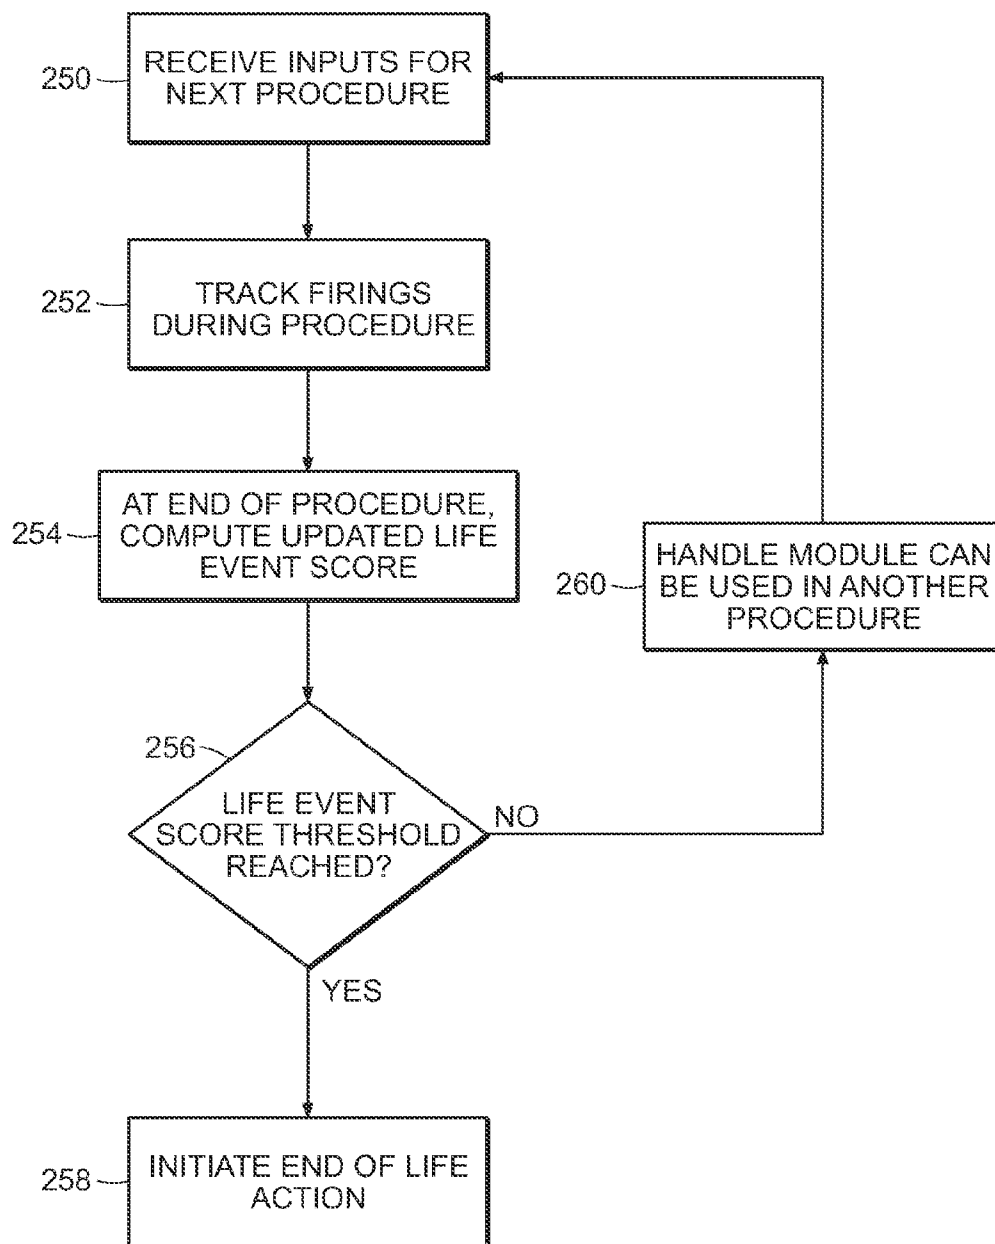 250
RECEIVE INPUTS FOR
NEXT PROCEDURE
252
TRACK FIRINGS
DURING PROCEDURE
254
AT END OF PROCEDURE,
COMPUTE UPDATED LIFE
EVENT SCORE
256
LIFE EVENT
SCORE THRESHOLD
REACHED?
NO
YES
260
HANDLE MODULE CAN
BE USED IN ANOTHER
PROCEDURE
258
INITIATE END OF LIFE
ACTION